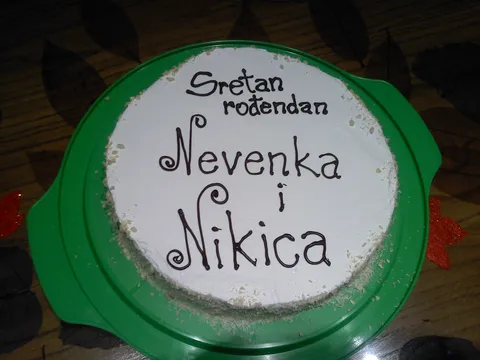 Sretan
rođendan
Nevenka
i
Nikica